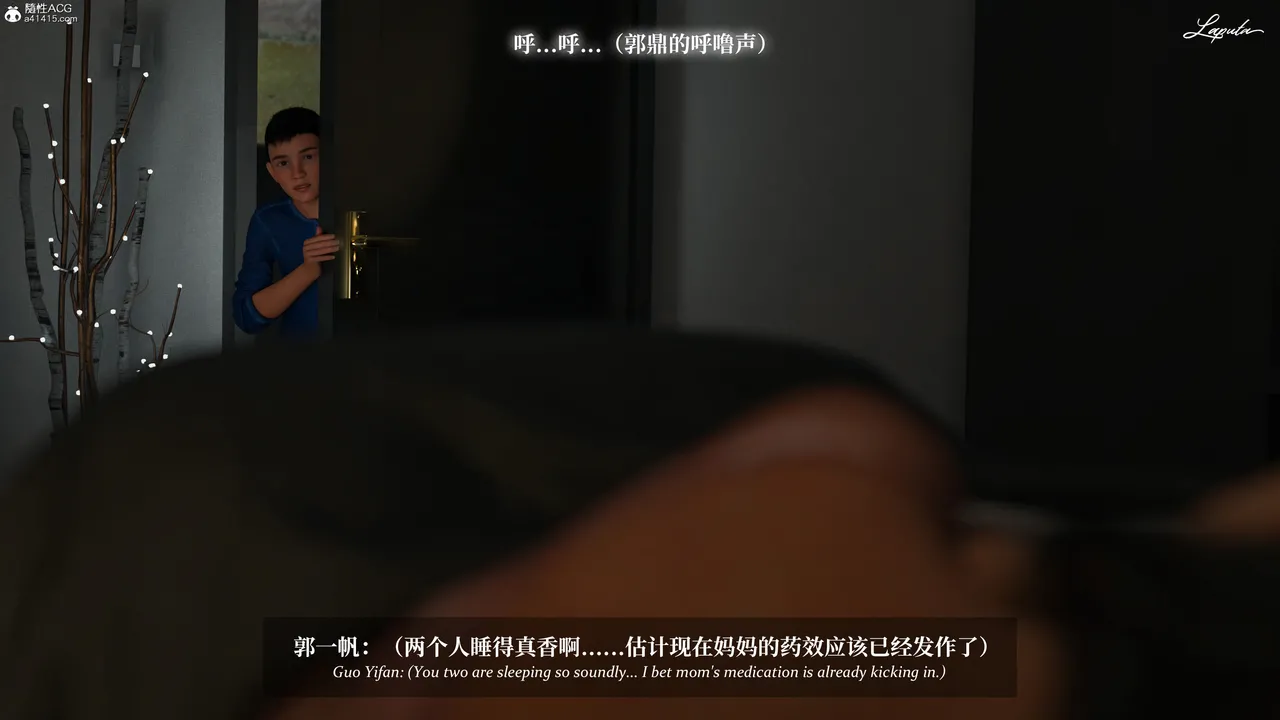 隨性ACG
a41415.com
Laputa
呼...呼...（郭鼎的呼噜声）
郭一帆：（两个人睡得真香啊......估计现在妈妈的药效应该已经发作了）
Guo Yifan: (You two are sleeping so soundly... I bet mom's medication is already kicking in.)